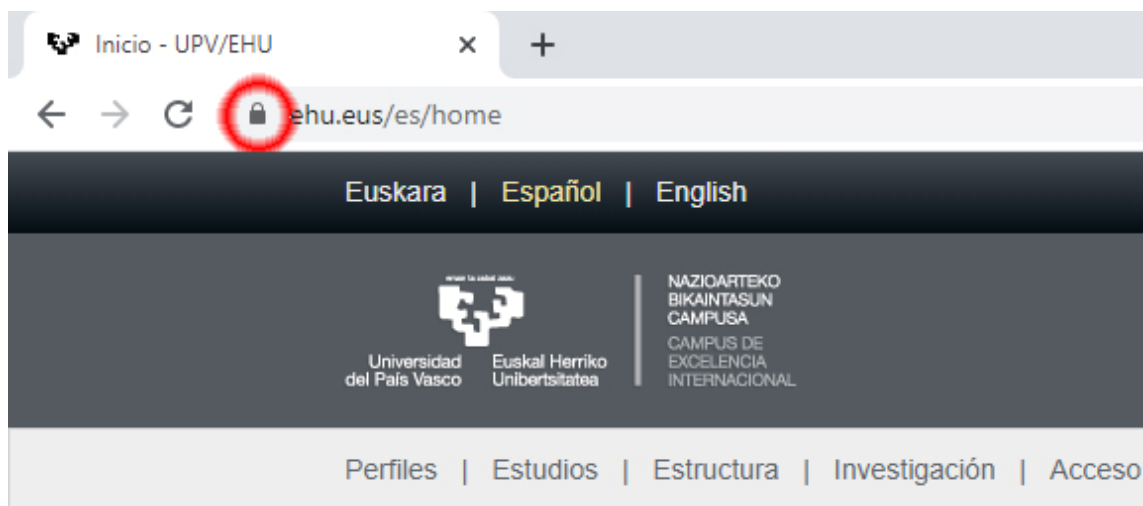 Inicio - UPV/EHU
ehu.eus/es/home
Euskara | Español | English
NAZIOARTEKO
BIKAINTASUN
CAMPUSA
CAMPUS DE
EXCELENCIA
INTERNACIONAL
Universidad
del País Vasco
Euskal Herriko
Unibertsitatea
Perfiles | Estudios | Estructura | Investigación | Acceso